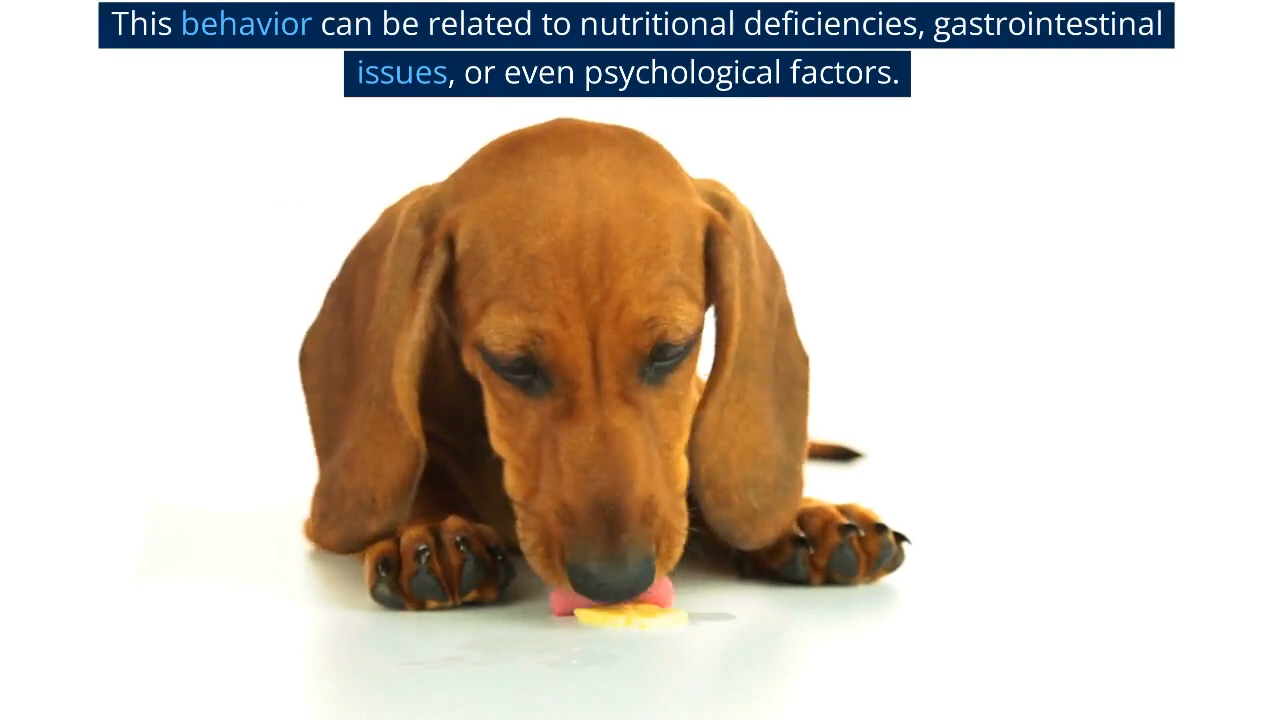 This behavior can be related to nutritional deficiencies, gastrointestinal
issues, or even psychological factors.